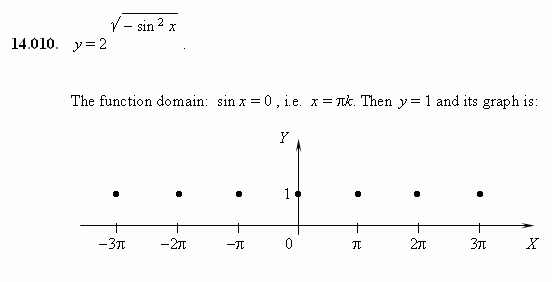 14.010. y = 2^√(− sin² x) .
The function domain: sin x = 0 , i.e. x = πk. Then y = 1 and its graph is:
Y
1
−3π −2π −π 0 π 2π 3π X